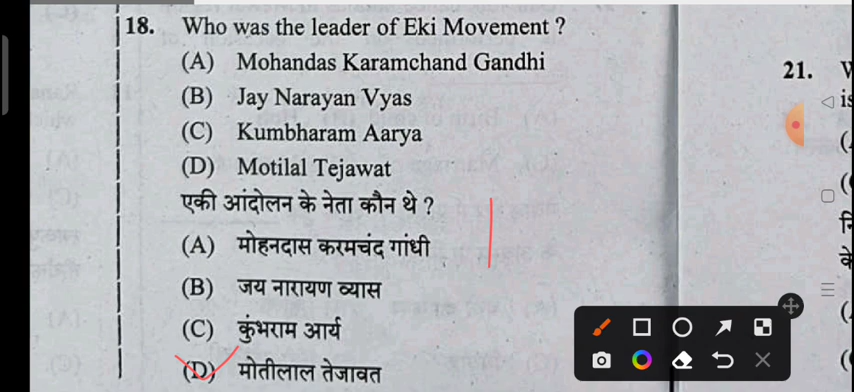 18. Who was the leader of Eki Movement ?
(A) Mohandas Karamchand Gandhi
(B) Jay Narayan Vyas
(C) Kumbharam Aarya
(D) Motilal Tejawat
एकी आंदोलन के नेता कौन थे ?
(A) मोहनदास करमचंद गांधी
(B) जय नारायण व्यास
(C) कुंभराम आर्य
(D) मोतीलाल तेजावत
21.